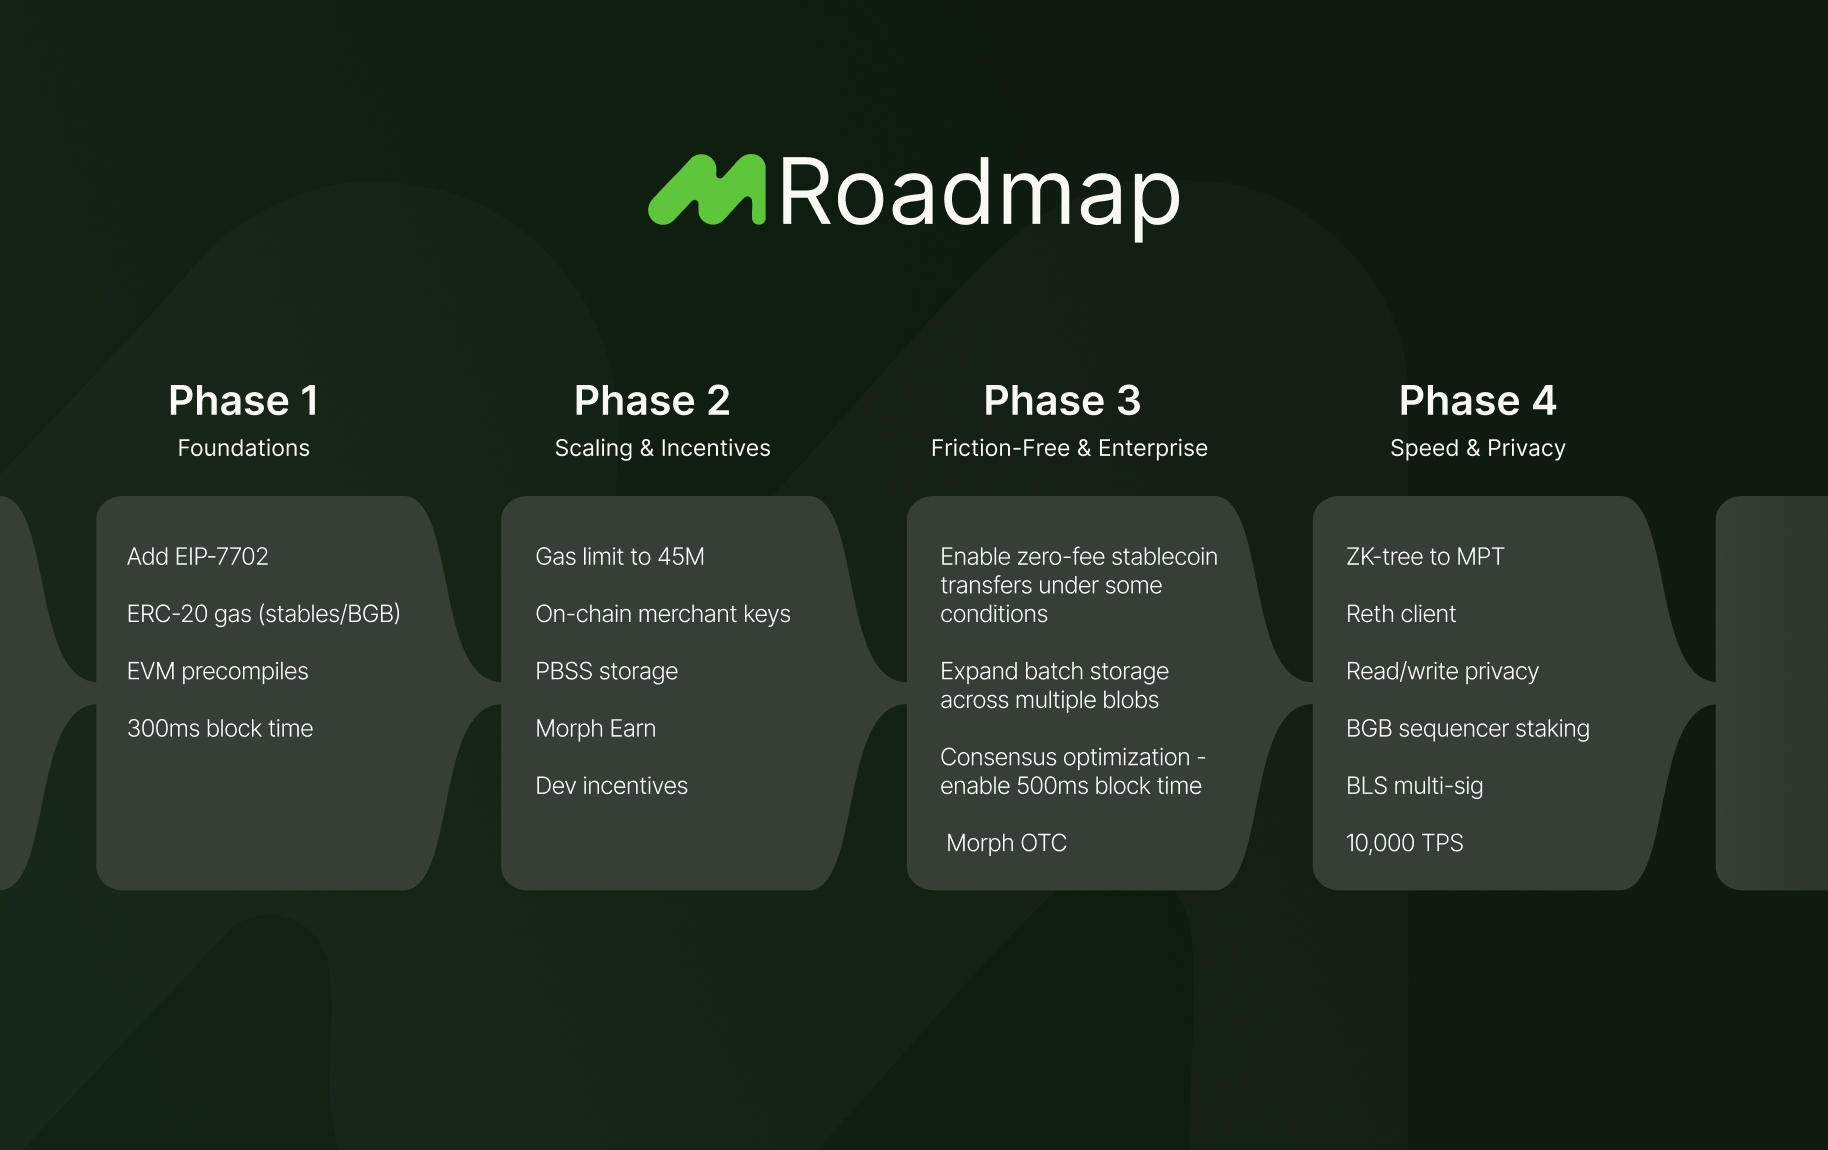 Roadmap
Phase 1
Foundations
Add EIP-7702
ERC-20 gas (stables/BGB)
EVM precompiles
300ms block time
Phase 2
Scaling & Incentives
Gas limit to 45M
On-chain merchant keys
PBSS storage
Morph Earn
Dev incentives
Phase 3
Friction-Free & Enterprise
Enable zero-fee stablecoin
transfers under some
conditions
Expand batch storage
across multiple blobs
Consensus optimization -
enable 500ms block time
Morph OTC
Phase 4
Speed & Privacy
ZK-tree to MPT
Reth client
Read/write privacy
BGB sequencer staking
BLS multi-sig
10,000 TPS